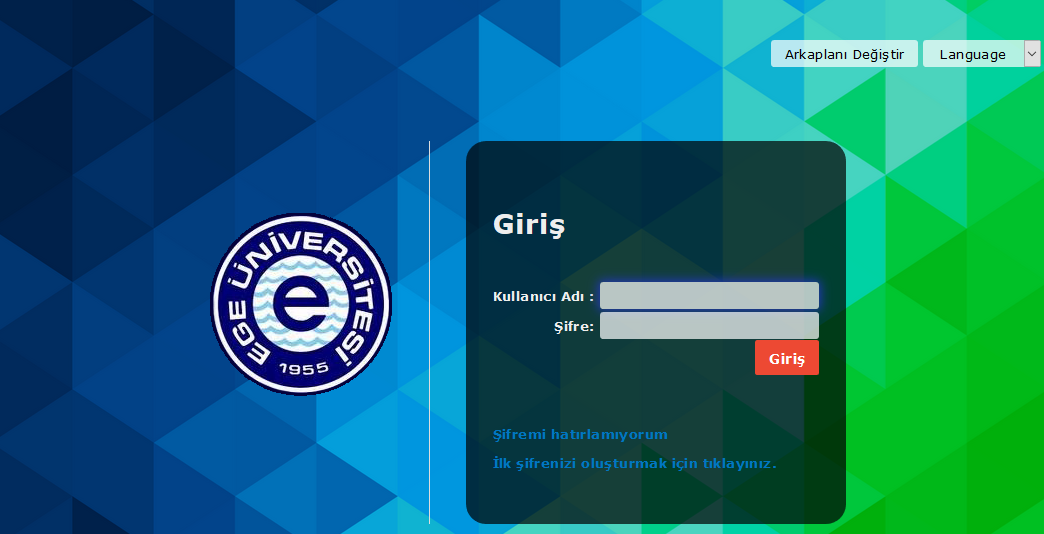 Arkaplanı Değiştir
Language
EGE ÜNİVERSİTESİ
e
1955
Giriş
Kullanıcı Adı :
Şifre:
Giriş
Şifremi hatırlamıyorum
İlk şifrenizi oluşturmak için tıklayınız.